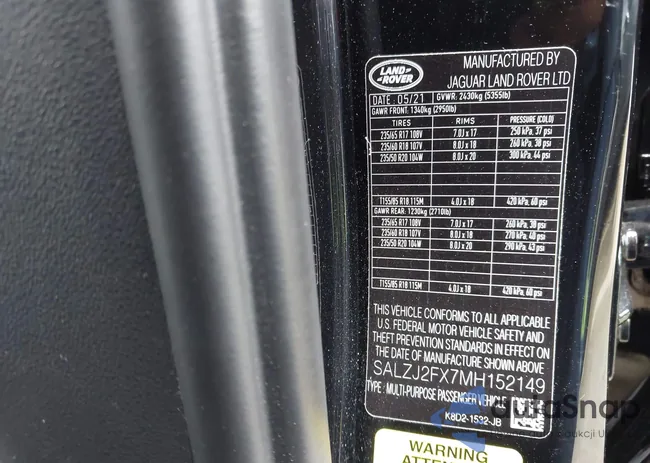 LAND ROVER
MANUFACTURED BY
JAGUAR LAND ROVER LTD
DATE : 05/21 GVWR: 2430kg (5355lb)
GAWR FRONT: 1340kg (2950lb)
TIRES RIMS PRESSURE (COLD)
235/65 R17 108V 7.0J x 17 250 kPa, 37 psi
235/60 R18 107V 8.0J x 18 260 kPa, 38 psi
235/50 R20 104W 8.0J x 20 300 kPa, 44 psi
T155/85 R18 115M 4.0J x 18 420 kPa, 60 psi
GAWR REAR: 1230kg (2710lb)
235/65 R17 108V 7.0J x 17 260 kPa, 38 psi
235/60 R18 107V 8.0J x 18 270 kPa, 40 psi
235/50 R20 104W 8.0J x 20 290 kPa, 43 psi
T155/85 R18 115M 4.0J x 18 420 kPa, 60 psi
THIS VEHICLE CONFORMS TO ALL APPLICABLE
U.S. FEDERAL MOTOR VEHICLE SAFETY AND
THEFT PREVENTION STANDARDS IN EFFECT ON
THE DATE OF MANUFACTURE SHOWN ABOVE
SALZJ2FX7MH152149
TYPE : MULTI-PURPOSE PASSENGER VEHICLE
K8D2-1532-JB
AutaSnap
WARNING